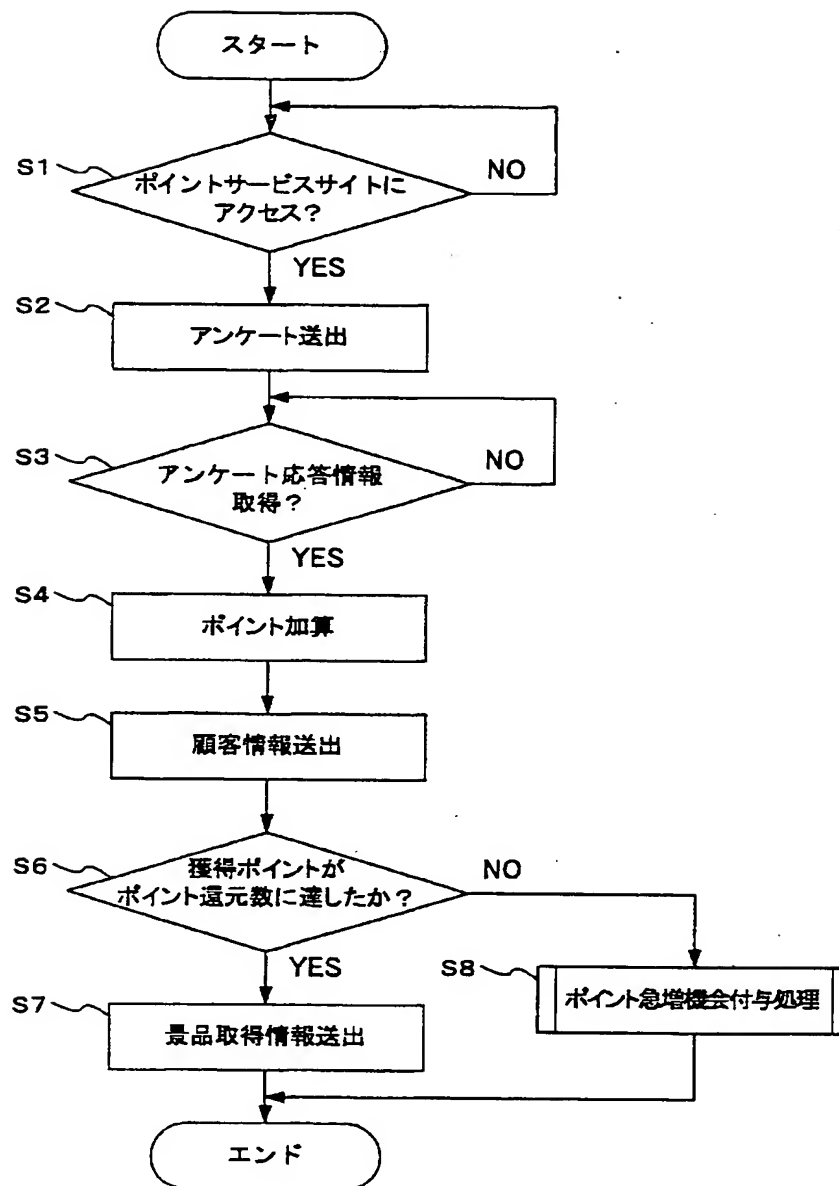 スタート
S1
ポイントサービスサイトに
アクセス?
NO
YES
S2
アンケート送出
S3
アンケート応答情報
取得?
NO
YES
S4
ポイント加算
S5
顧客情報送出
S6
獲得ポイントが
ポイント還元数に達したか?
NO
YES
S7
景品取得情報送出
S8
ポイント急増機会付与処理
エンド